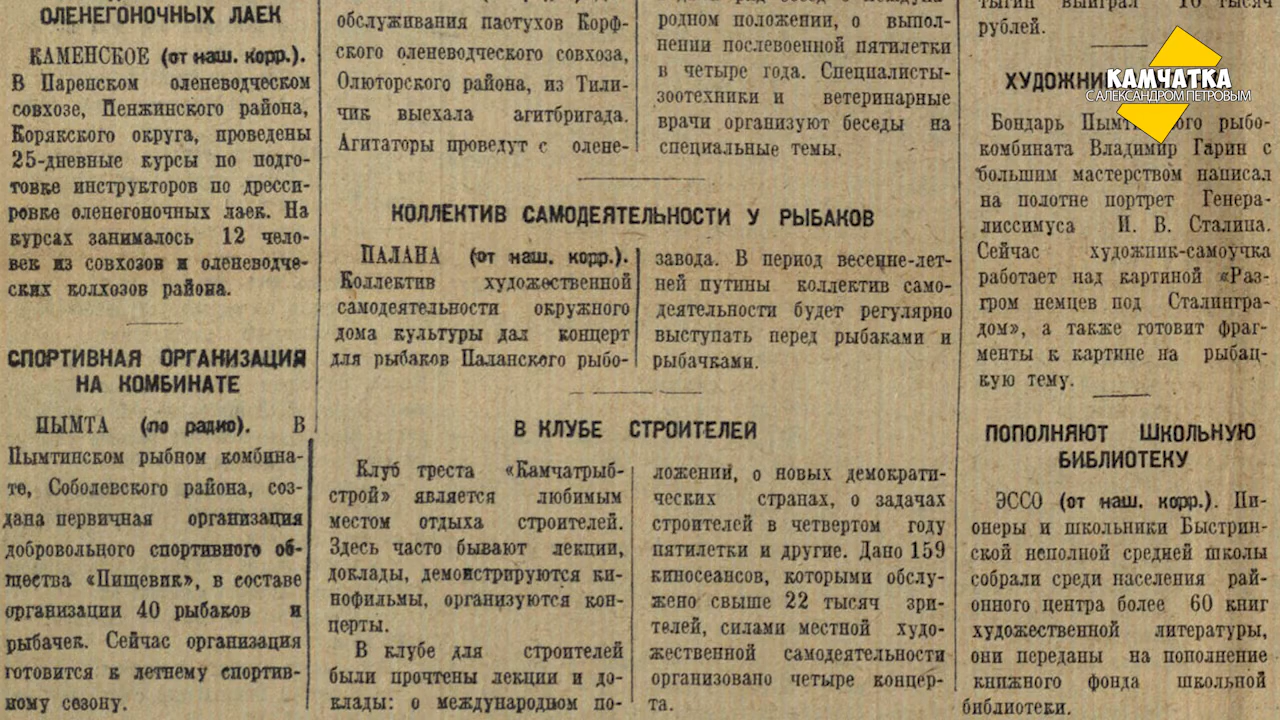 ОЛЕНЕГОНОЧНЫХ ЛАЕК
КАМЕНСКОЕ (от наш. корр.).
В Паренском оленеводческом
совхозе, Пенжинского района,
Корякского округа, проведены
25-дневные курсы по подго-
товке инструкторов по дресси-
ровке оленегоночных лаек. На
курсах занималось 12 чело-
век из совхозов и оленеводче-
ских колхозов района.
СПОРТИВНАЯ ОРГАНИЗАЦИЯ
НА КОМБИНАТЕ
ПЫМТА (по радио). В
Пымтинском рыбном комбина-
те, Соболевского района, соз-
дана первичная организация
добровольного спортивного об-
щества «Пищевик», в составе
организации 40 рыбаков и
рыбачек. Сейчас организация
готовится к летнему спортив-
ному сезону.
обслуживания пастухов Корф-
ского оленеводческого совхоза,
Олюторского района, из Тили-
чик выехала агитбригада.
Агитаторы проведут с олене-
родном положении, о выпол-
нении послевоенной пятилетки
в четыре года. Специалисты-
зоотехники и ветеринарные
врачи организуют беседы на
специальные темы.
КОЛЛЕКТИВ САМОДЕЯТЕЛЬНОСТИ У РЫБАКОВ
ПАЛАНА (от наш. корр.).
Коллектив художественной
самодеятельности окружного
дома культуры дал концерт
для рыбаков Паланского рыбо-
завода. В период весенне-лет-
ней путины коллектив само-
деятельности будет регулярно
выступать перед рыбаками и
рыбачками.
В КЛУБЕ СТРОИТЕЛЕЙ
Клуб треста «Камчатрыб-
строй» является любимым
местом отдыха строителей.
Здесь часто бывают лекции,
доклады, демонстрируются ки-
нофильмы, организуются кон-
церты.
В клубе для строителей
были прочтены лекции и до-
клады: о международном по-
ложении, о новых демократи-
ческих странах, о задачах
строителей в четвертом году
пятилетки и другие. Дано 159
киносеансов, которыми обслу-
жено свыше 22 тысяч зри-
телей, силами местной худо-
жественной самодеятельности
организовано четыре концер-
та.
тыгин выиграл 10 тысяч
рублей.
КАМЧАТКА
С АЛЕКСАНДРОМ ПЕТРОВЫМ
Бондарь рыбо-
комбината Владимир Гарин с
большим мастерством написал
на полотне портрет Генера-
лиссимуса И. В. Сталина.
Сейчас художник-самоучка
работает над картиной «Раз-
гром немцев под Сталингра-
дом», а также готовит фраг-
менты к картине на рыбац-
кую тему.
ПОПОЛНЯЮТ ШКОЛЬНУЮ
БИБЛИОТЕКУ
ЭССО (от наш. корр.). Пи-
онеры и школьники Быстрин-
ской неполной средней школы
собрали среди населения рай-
онного центра более 60 книг
художественной литературы,
они переданы на пополнение
книжного фонда школьной
библиотеки.